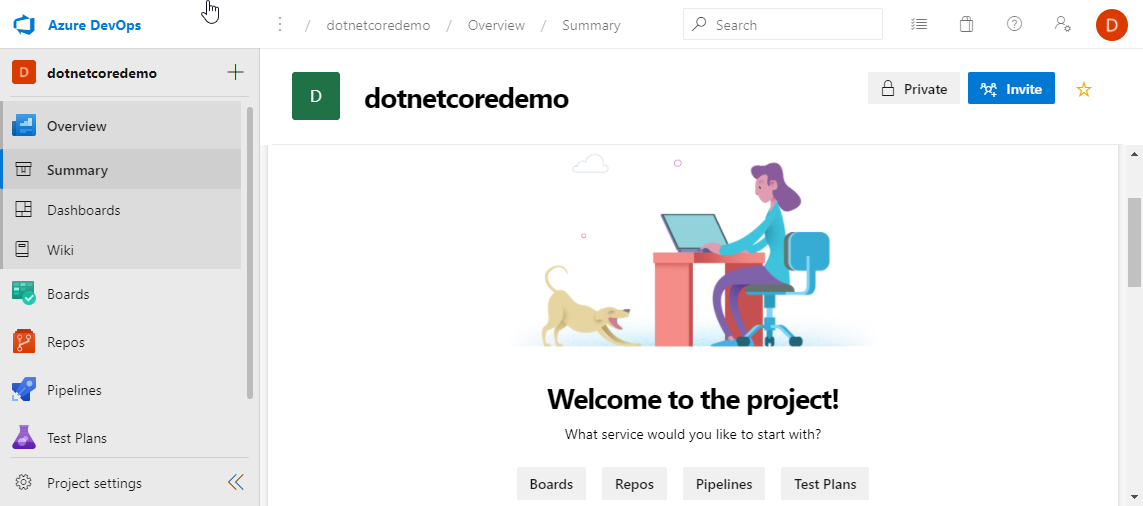 Azure DevOps
/ dotnetcoredemo / Overview / Summary
Search
D
D dotnetcoredemo
Overview
Summary
Dashboards
Wiki
Boards
Repos
Pipelines
Test Plans
Project settings
D dotnetcoredemo
Private
Invite
Welcome to the project!
What service would you like to start with?
Boards Repos Pipelines Test Plans